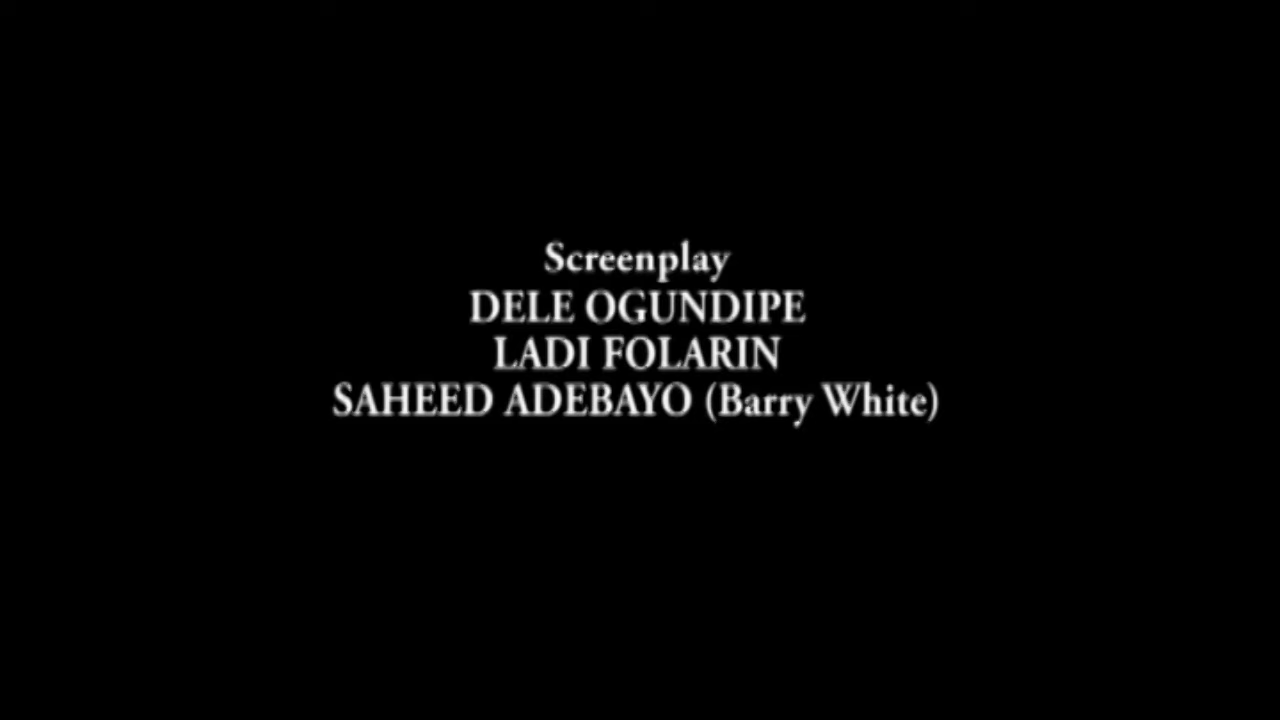 Screenplay
DELE OGUNDIPE
LADI FOLARIN
SAHEED ADEBAYO (Barry White)